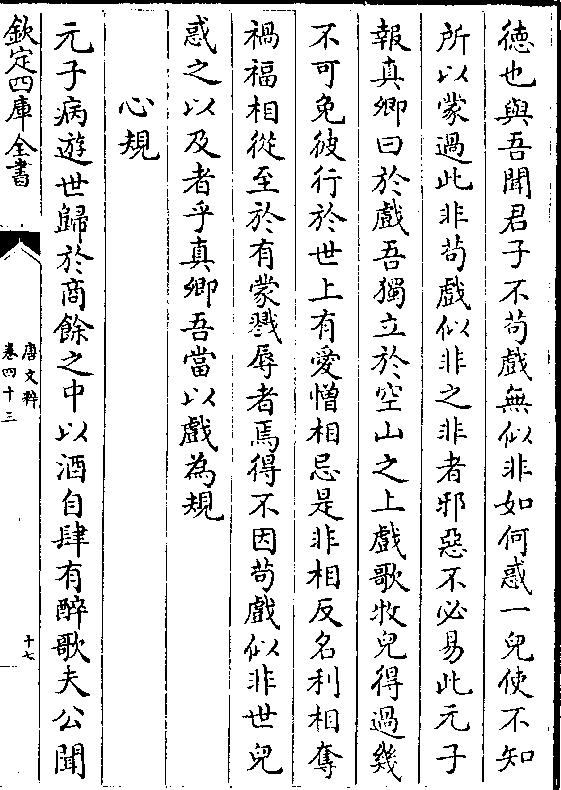 德也與吾聞君子不苟戲無似非如何惑一兒使不知
所以蒙過此非苟戲似非之非者邪惡不必易此元子
報真卿曰於戲吾獨立於空山之上戲歌牧兒得過幾
不可免彼行於世上有愛憎相忌是非相反名利相奪
禍福相從至於有蒙戮辱者焉得不因苟戲似非世兒
惑之以及者乎真卿吾當以戲為規
心規
元子病遊世歸於商餘之中以酒自肆有醉歌夫公聞
欽定四庫全書
唐文粹
卷四十三
十七